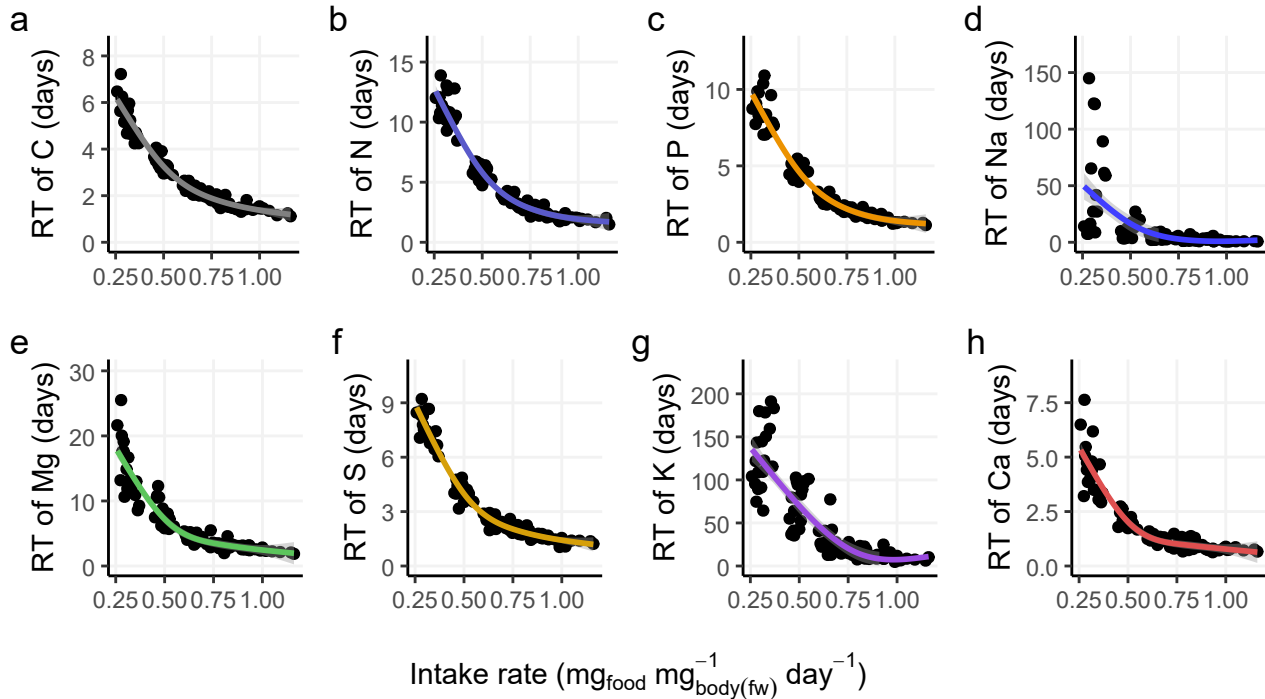 a
RT of C (days)
8
6
4
2
0
0.25 0.50 0.75 1.00
b
RT of N (days)
15
10
5
0
0.25 0.50 0.75 1.00
c
RT of P (days)
10
5
0
0.25 0.50 0.75 1.00
d
RT of Na (days)
150
100
50
0
0.25 0.50 0.75 1.00
e
RT of Mg (days)
30
20
10
0
0.25 0.50 0.75 1.00
f
RT of S (days)
9
6
3
0
0.25 0.50 0.75 1.00
g
RT of K (days)
200
150
100
50
0
0.25 0.50 0.75 1.00
h
RT of Ca (days)
7.5
5.0
2.5
0.0
0.25 0.50 0.75 1.00
Intake rate (mg_food mg_body(fw)^−1 day^−1)